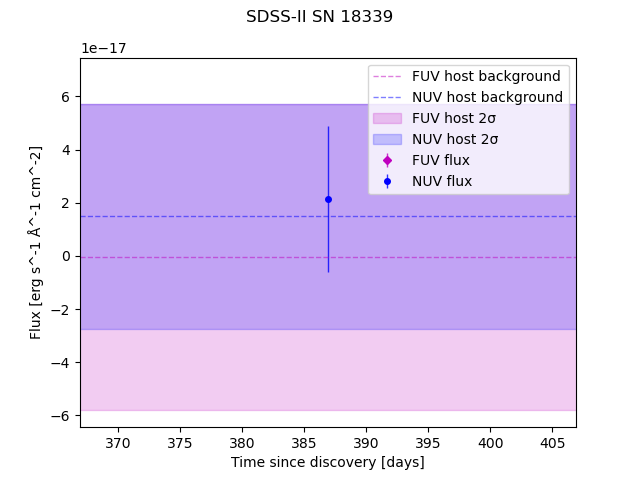 SDSS-II SN 18339
1e−17
FUV host background
NUV host background
FUV host 2σ
NUV host 2σ
FUV flux
NUV flux
6
4
2
0
−2
−4
−6
Flux [erg s^-1 Å^-1 cm^-2]
370
375
380
385
390
395
400
405
Time since discovery [days]